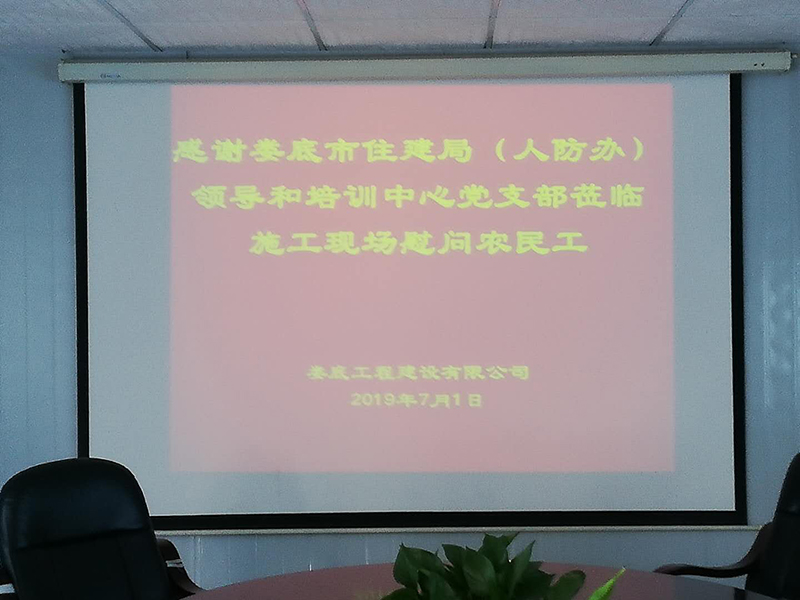 感谢娄底市住建局（人防办）
领导和培训中心党支部莅临
施工现场慰问农民工
娄底工程建设有限公司
2019年7月1日